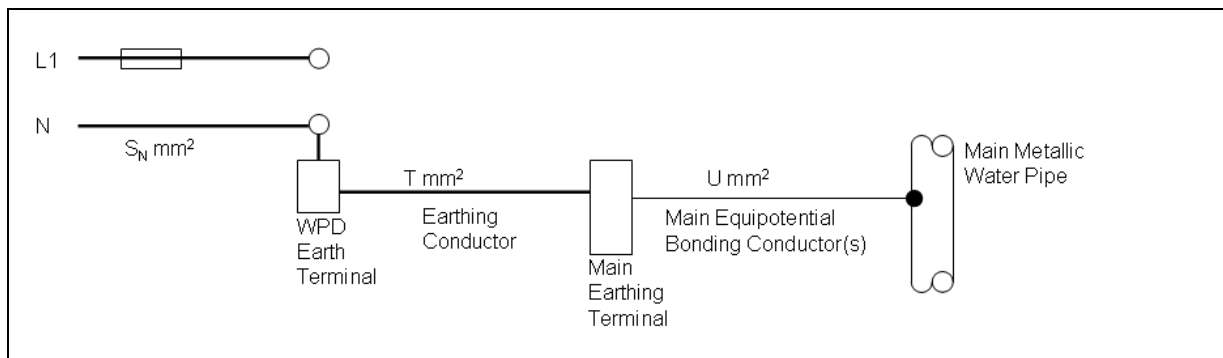 L1
N
S_N mm²
WPD
Earth
Terminal
T mm²
Earthing
Conductor
Main
Earthing
Terminal
U mm²
Main Equipotential
Bonding Conductor(s)
Main Metallic
Water Pipe